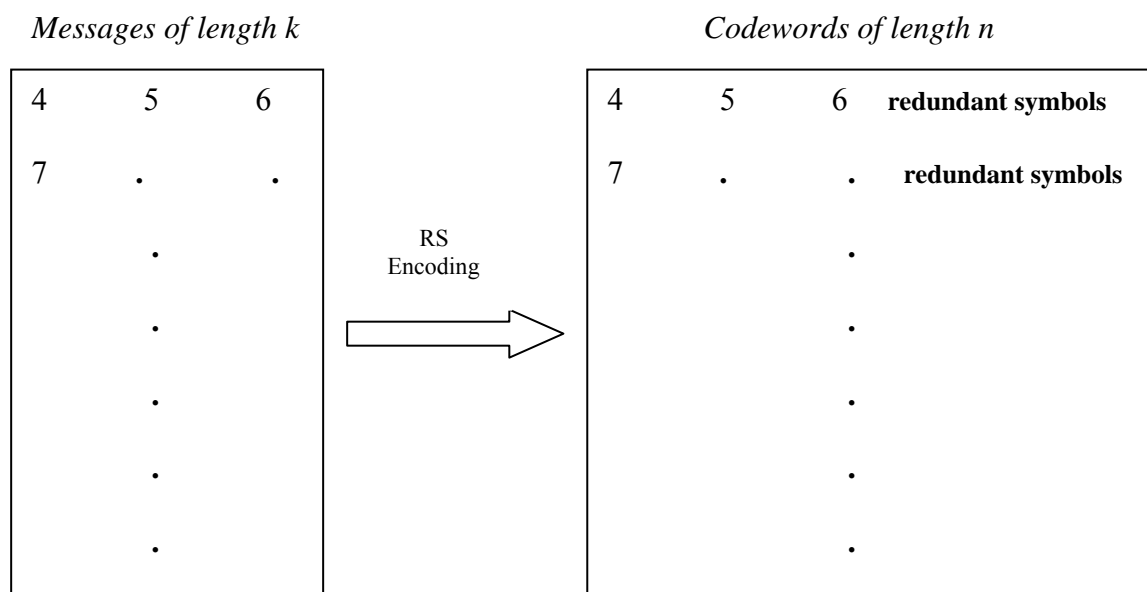 Messages of length k
Codewords of length n
4 5 6
4 5 6 redundant symbols
7 . .
7 . . redundant symbols
.
.
RS
Encoding
.
.
.
.
.
.
.
.